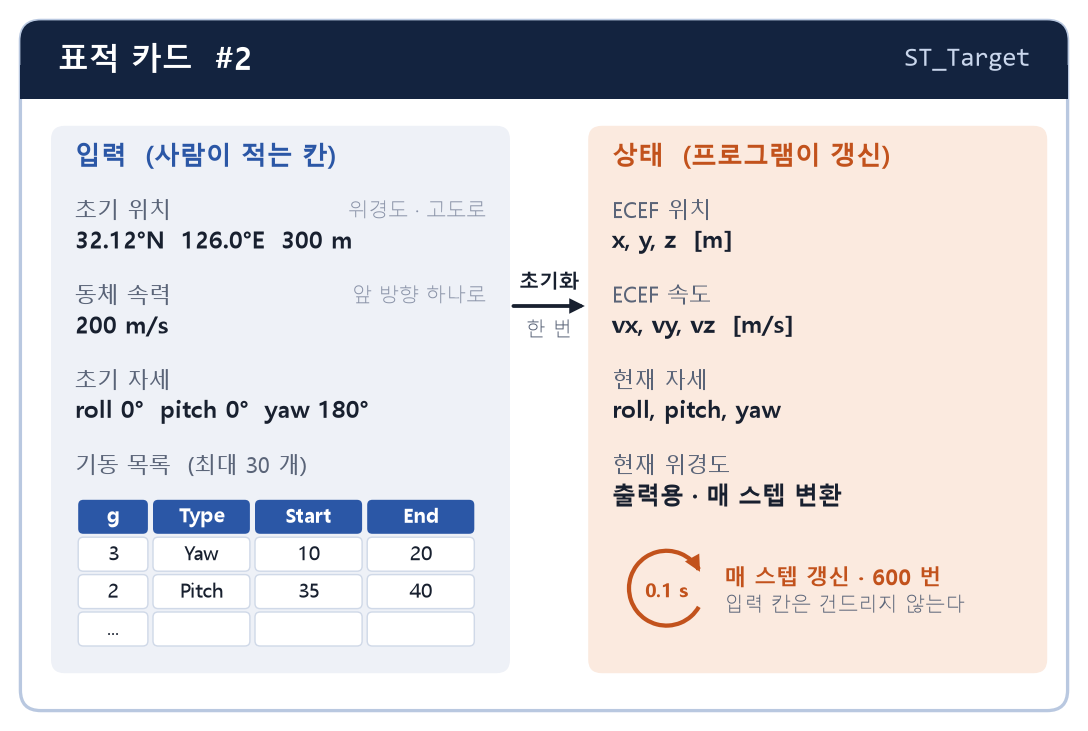 표적 카드 #2
ST_Target
입력 (사람이 적는 칸)
초기 위치 위경도 · 고도로
32.12°N 126.0°E 300 m
동체 속력 앞 방향 하나로
200 m/s
초기 자세
roll 0° pitch 0° yaw 180°
기동 목록 (최대 30 개)
g Type Start End
3 Yaw 10 20
2 Pitch 35 40
...
초기화
한 번
상태 (프로그램이 갱신)
ECEF 위치
x, y, z [m]
ECEF 속도
vx, vy, vz [m/s]
현재 자세
roll, pitch, yaw
현재 위경도
출력용 · 매 스텝 변환
0.1 s
매 스텝 갱신 · 600 번
입력 칸은 건드리지 않는다